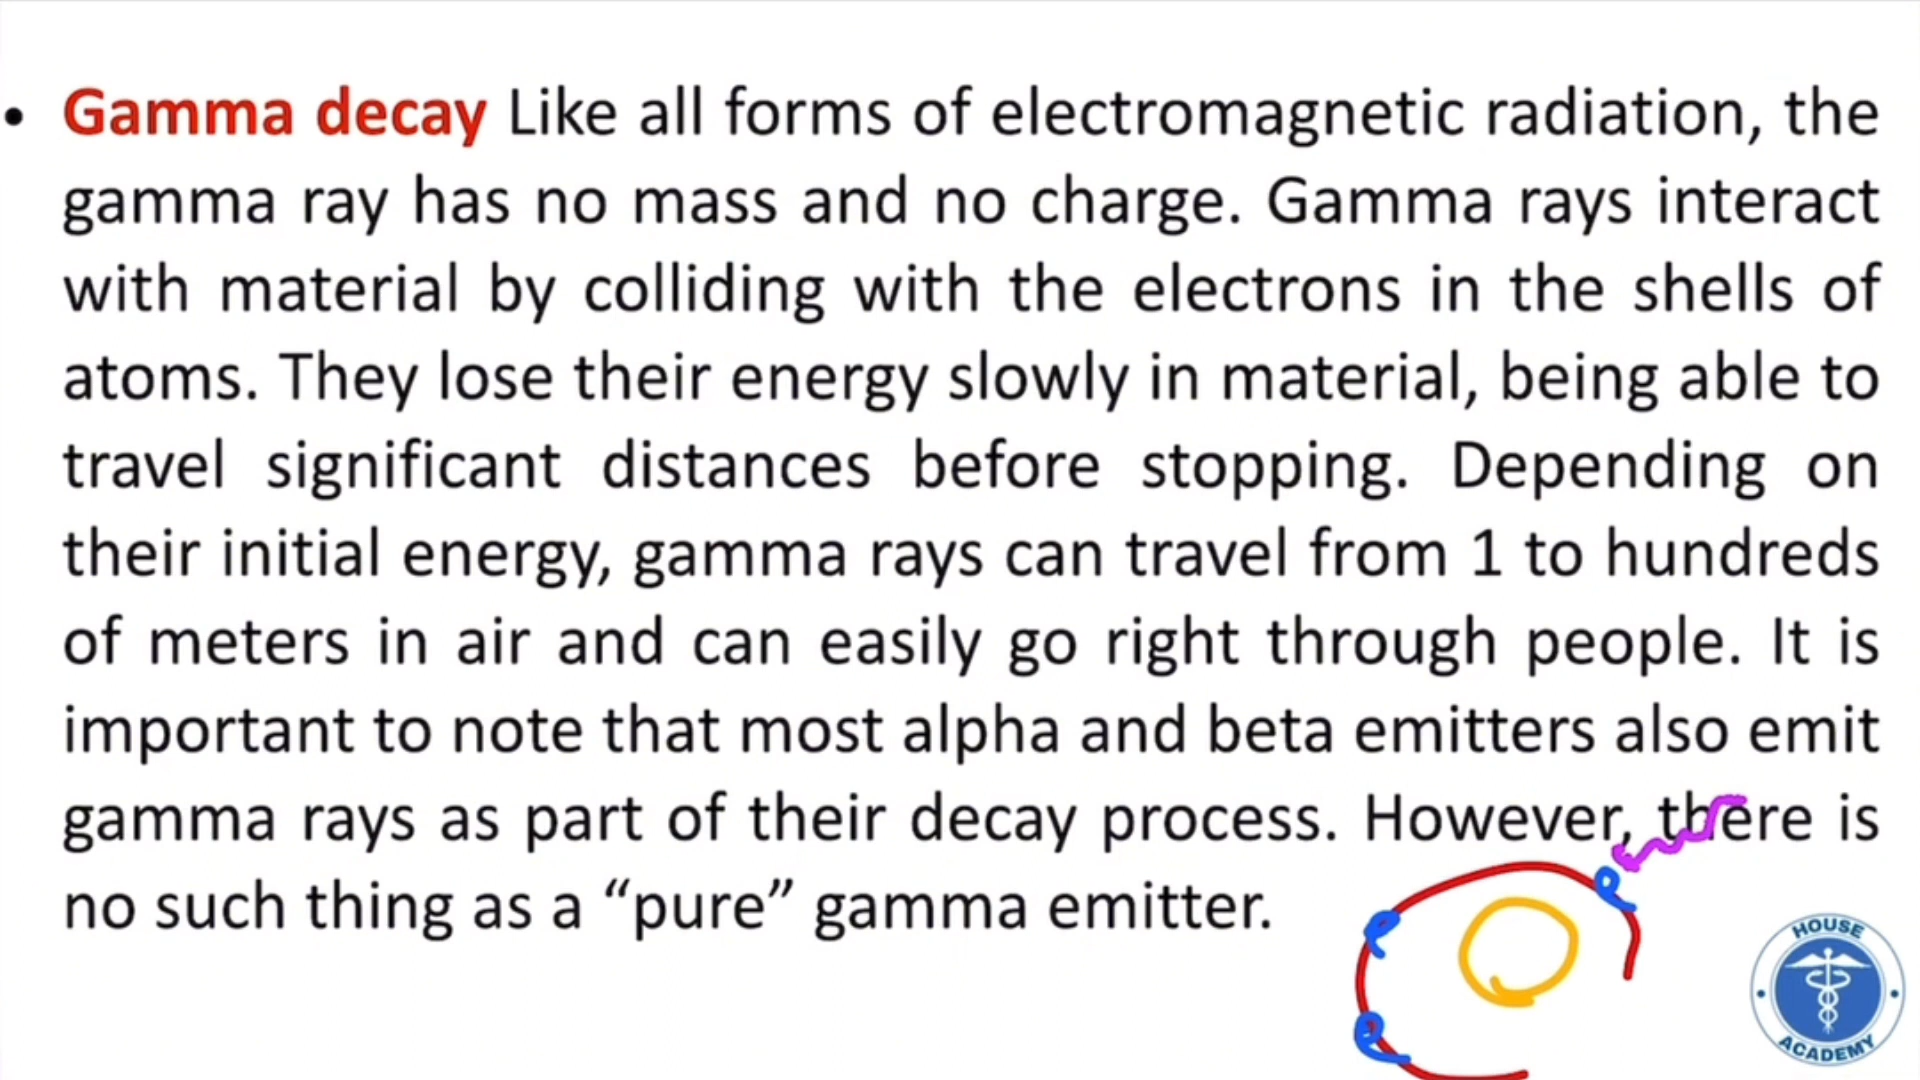 • Gamma decay Like all forms of electromagnetic radiation, the
gamma ray has no mass and no charge. Gamma rays interact
with material by colliding with the electrons in the shells of
atoms. They lose their energy slowly in material, being able to
travel significant distances before stopping. Depending on
their initial energy, gamma rays can travel from 1 to hundreds
of meters in air and can easily go right through people. It is
important to note that most alpha and beta emitters also emit
gamma rays as part of their decay process. However, there is
no such thing as a “pure” gamma emitter.
e
e
e
HOUSE
ACADEMY